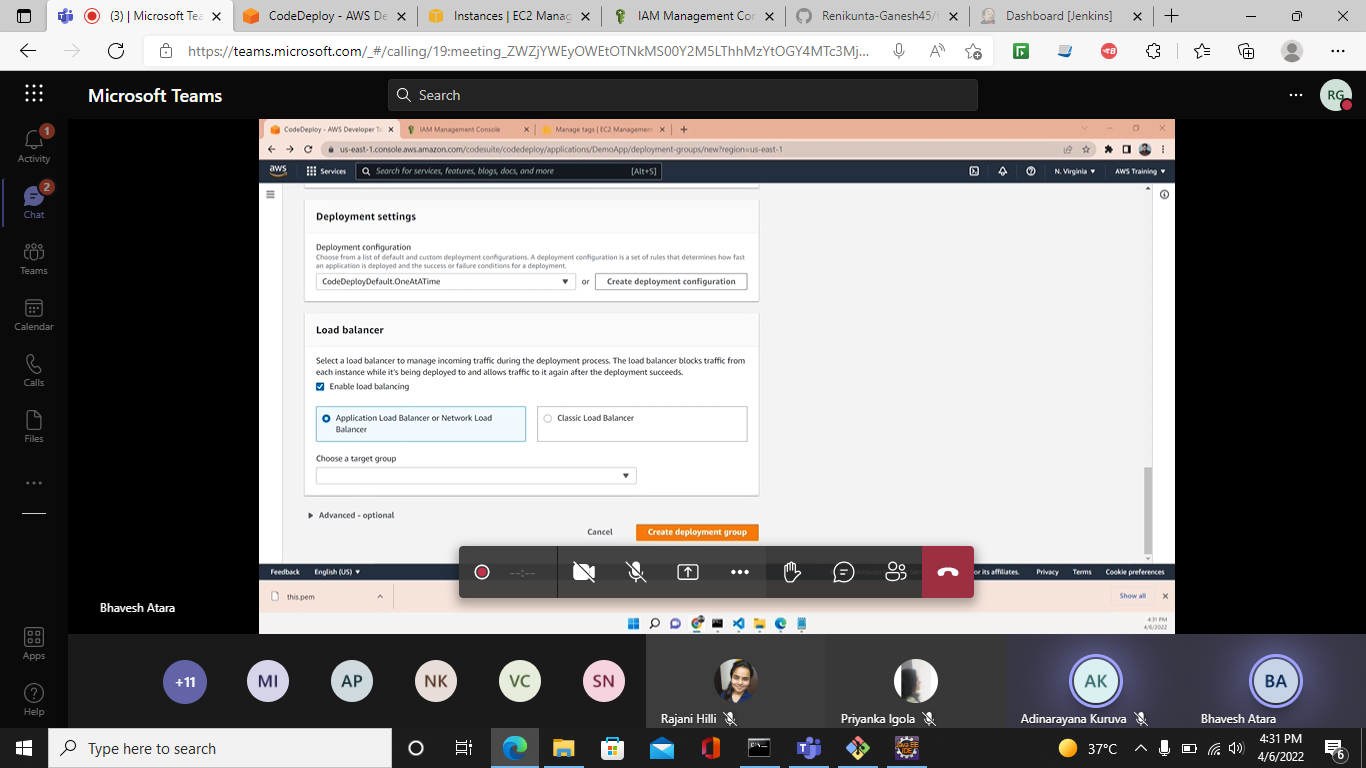 (3) | Microsoft Tea
CodeDeploy - AWS De
Instances | EC2 Manag
IAM Management Con
Renikunta-Ganesh45/
Dashboard [Jenkins]
https://teams.microsoft.com/_#/calling/19:meeting_ZWZjYWEyOWEtOTNkMS00Y2M5LThhMzYtOGY4MTc3Mj...
Microsoft Teams
Search
RG
Activity
1
Chat
2
Teams
Calendar
Calls
Files
Apps
Help
CodeDeploy - AWS Developer To
IAM Management Console
Manage tags | EC2 Management
us-east-1.console.aws.amazon.com/codesuite/codedeploy/applications/DemoApp/deployment-groups/new?region=us-east-1
aws
Services
Search for services, features, blogs, docs, and more
[Alt+S]
N. Virginia
AWS Training
Deployment settings
Deployment configuration
Choose from a list of default and custom deployment configurations. A deployment configuration is a set of rules that determines how fast
an application is deployed and the success or failure conditions for a deployment.
CodeDeployDefault.OneAtATime
or
Create deployment configuration
Load balancer
Select a load balancer to manage incoming traffic during the deployment process. The load balancer blocks traffic from
each instance while it's being deployed to and allows traffic to it again after the deployment succeeds.
Enable load balancing
Application Load Balancer or Network Load
Balancer
Classic Load Balancer
Choose a target group
Advanced - optional
Cancel
Create deployment group
--:--
Feedback
English (US)
or its affiliates.
Privacy
Terms
Cookie preferences
this.pem
Show all
4:31 PM
4/6/2022
Bhavesh Atara
+11
MI
AP
NK
VC
SN
Rajani Hilli
Priyanka Igola
AK
Adinarayana Kuruva
BA
Bhavesh Atara
Type here to search
37°C
4:31 PM
4/6/2022
6